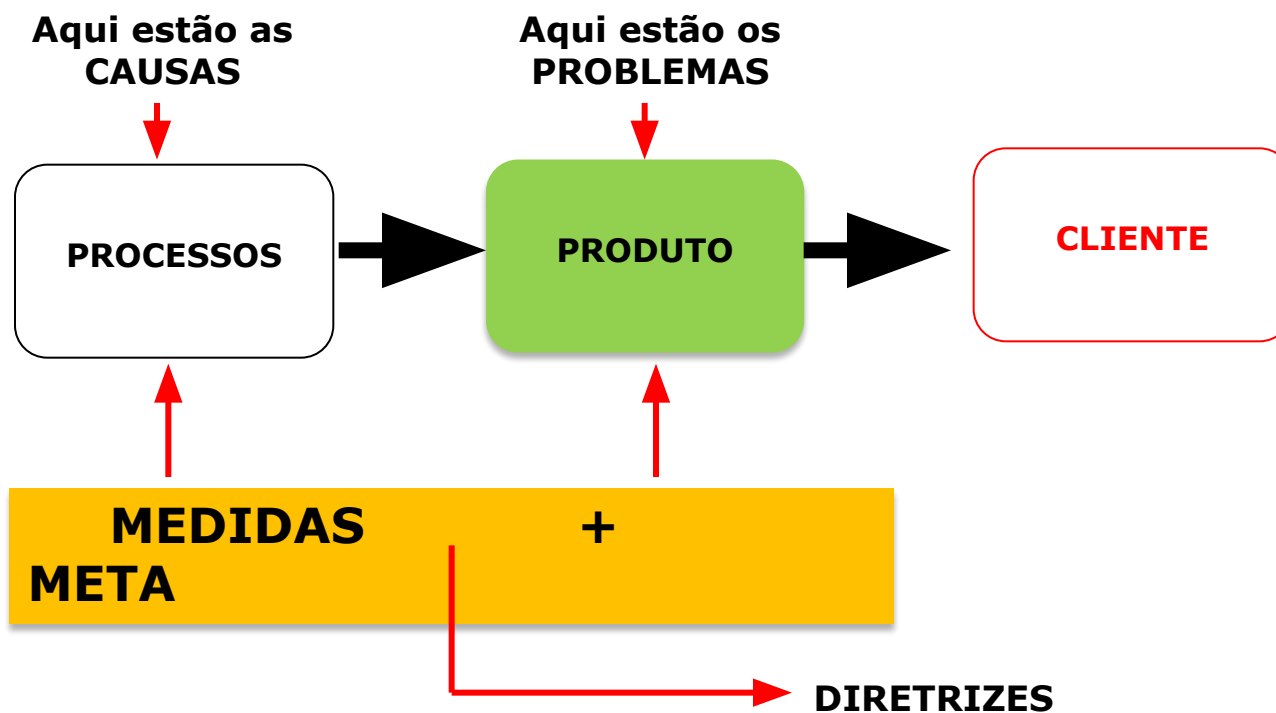 Aqui estão as
CAUSAS
Aqui estão os
PROBLEMAS
PROCESSOS
PRODUTO
CLIENTE
MEDIDAS +
META
DIRETRIZES